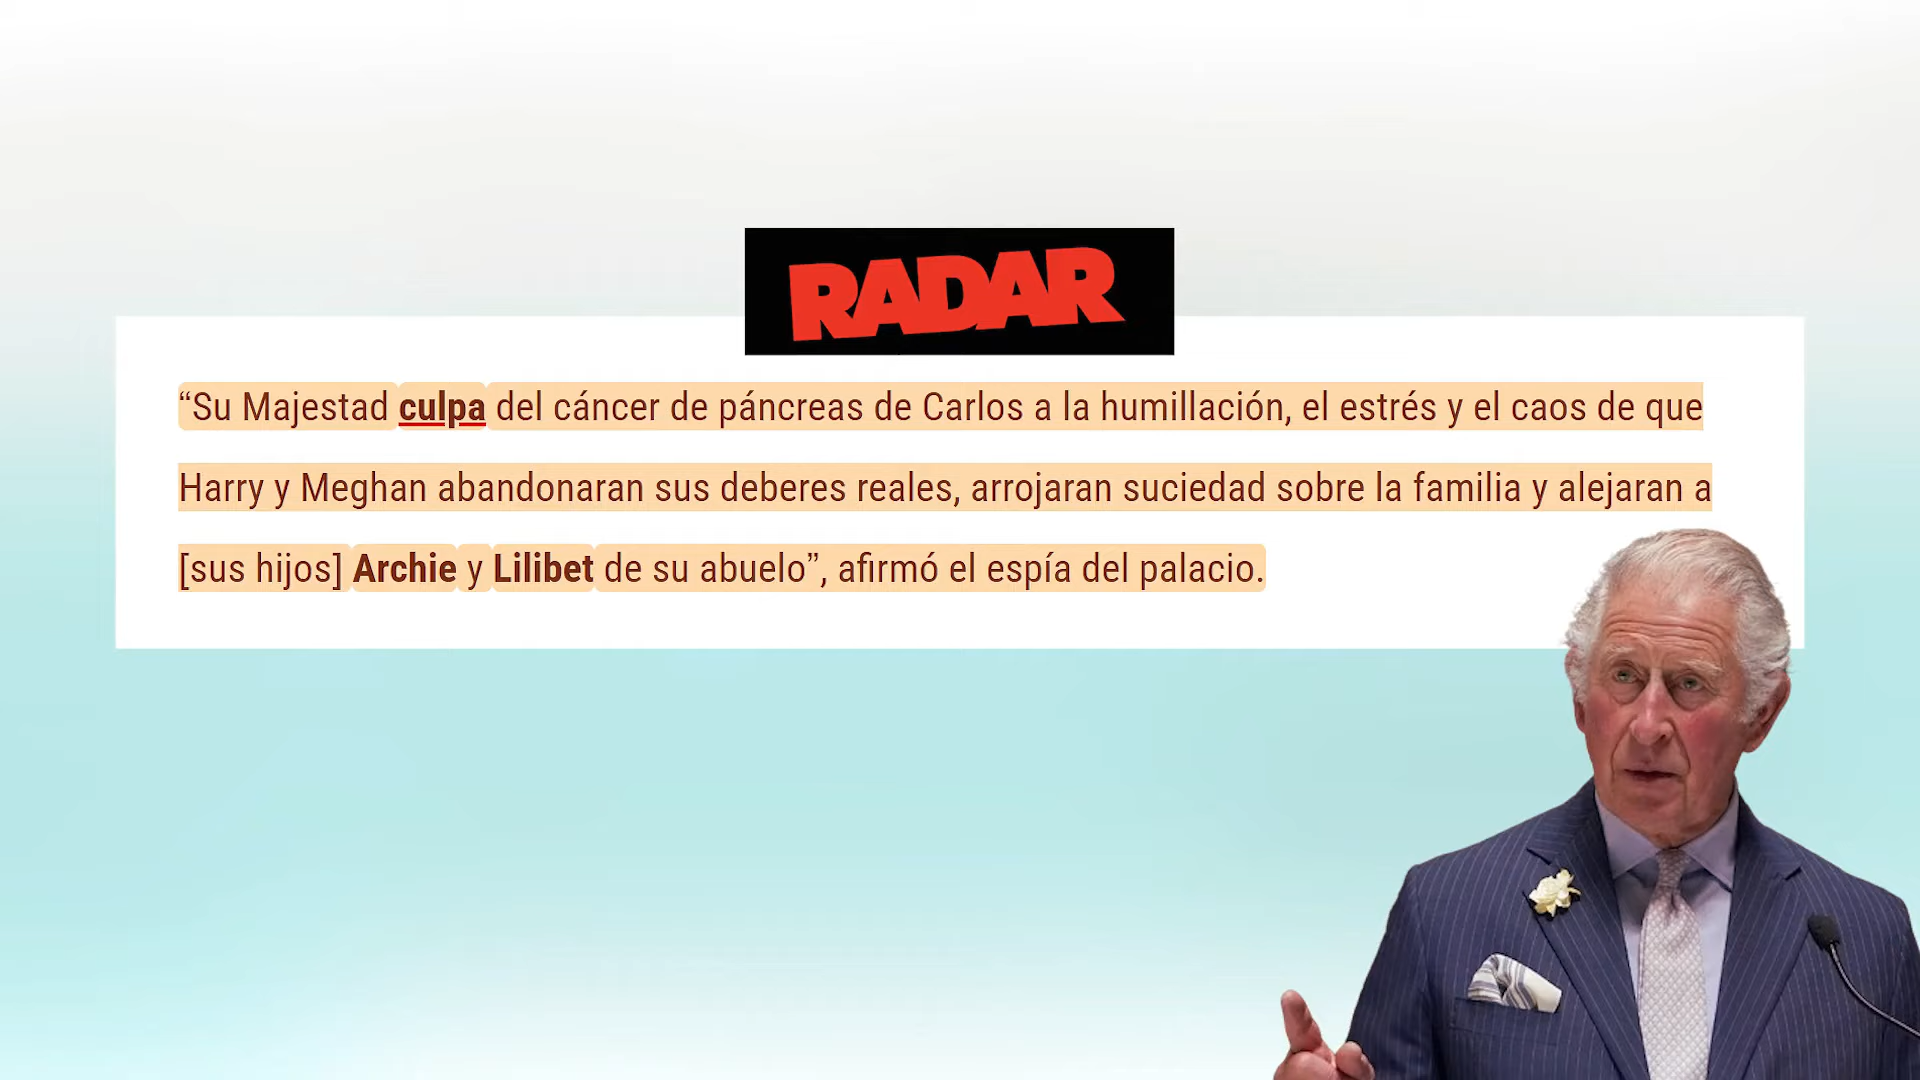 RADAR
“Su Majestad culpa del cáncer de páncreas de Carlos a la humillación, el estrés y el caos de que
Harry y Meghan abandonaran sus deberes reales, arrojaran suciedad sobre la familia y alejaran a
[sus hijos] Archie y Lilibet de su abuelo”, afirmó el espía del palacio.